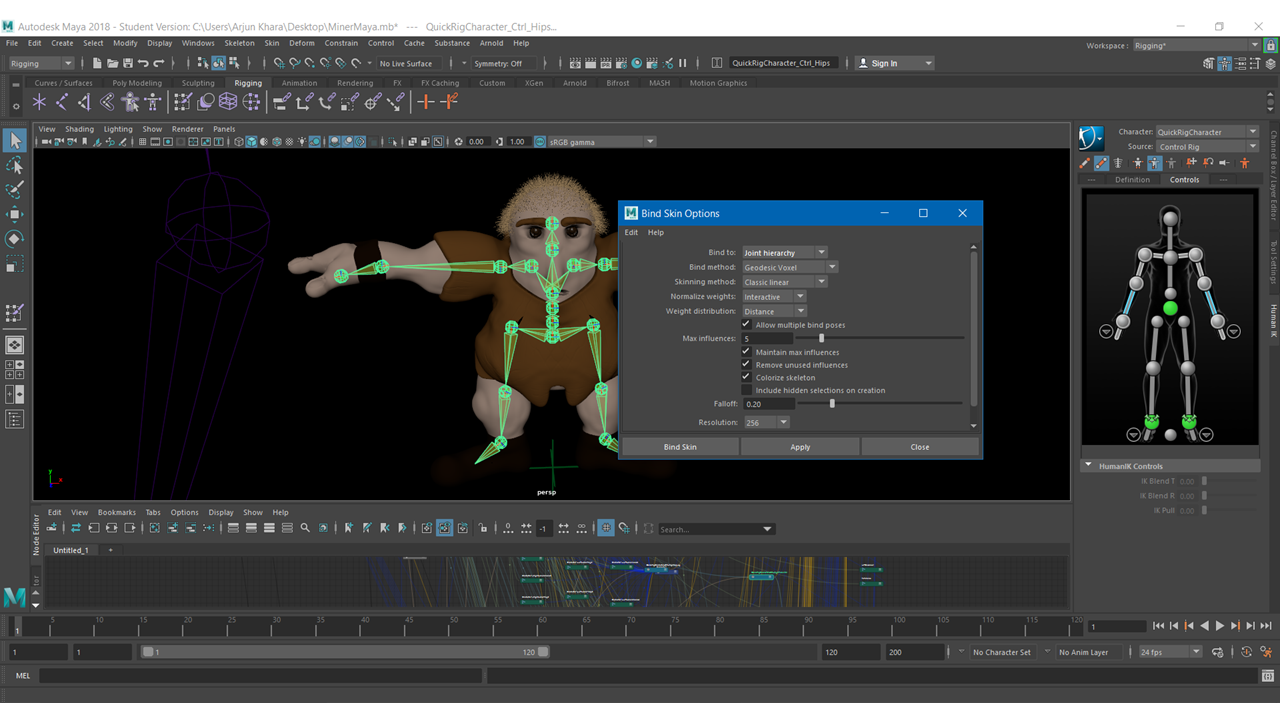 Autodesk Maya 2018 - Student Version: C:\Users\Arjun Khara\Desktop\MinerMaya.mb* --- QuickRigCharacter_Ctrl_Hips...
File Edit Create Select Modify Display Windows Skeleton Skin Deform Constrain Control Cache Substance Arnold Help
Workspace : Rigging*
Rigging No Live Surface Symmetry: Off QuickRigCharacter_Ctrl_Hips Sign In
Curves / Surfaces Poly Modeling Sculpting Rigging Animation Rendering FX FX Caching Custom XGen Arnold Bifrost MASH Motion Graphics
View Shading Lighting Show Renderer Panels
0.00 1.00 sRGB gamma
Character: QuickRigCharacter
Source: Control Rig
--- Definition Controls ---
Channel Box / Layer Editor
Tool Settings
Human IK
Bind Skin Options
Edit Help
Bind to: Joint hierarchy
Bind method: Geodesic Voxel
Skinning method: Classic linear
Normalize weights: Interactive
Weight distribution: Distance
Allow multiple bind poses
Max influences: 5
Maintain max influences
Remove unused influences
Colorize skeleton
Include hidden selections on creation
Falloff: 0.20
Resolution: 256
Bind Skin Apply Close
y
x
persp
HumanIK Controls
IK Blend T 0.00
IK Blend R 0.00
IK Pull 0.00
Node Editor
Edit View Bookmarks Tabs Options Display Show Help
-1 Search...
Untitled_1 +
tor
5 10 15 20 25 30 35 40 45 50 55 60 65 70 75 80 85 90 95 100 105 110 115 120
1 1
1 1 1 120 120 200 No Character Set No Anim Layer 24 fps
MEL